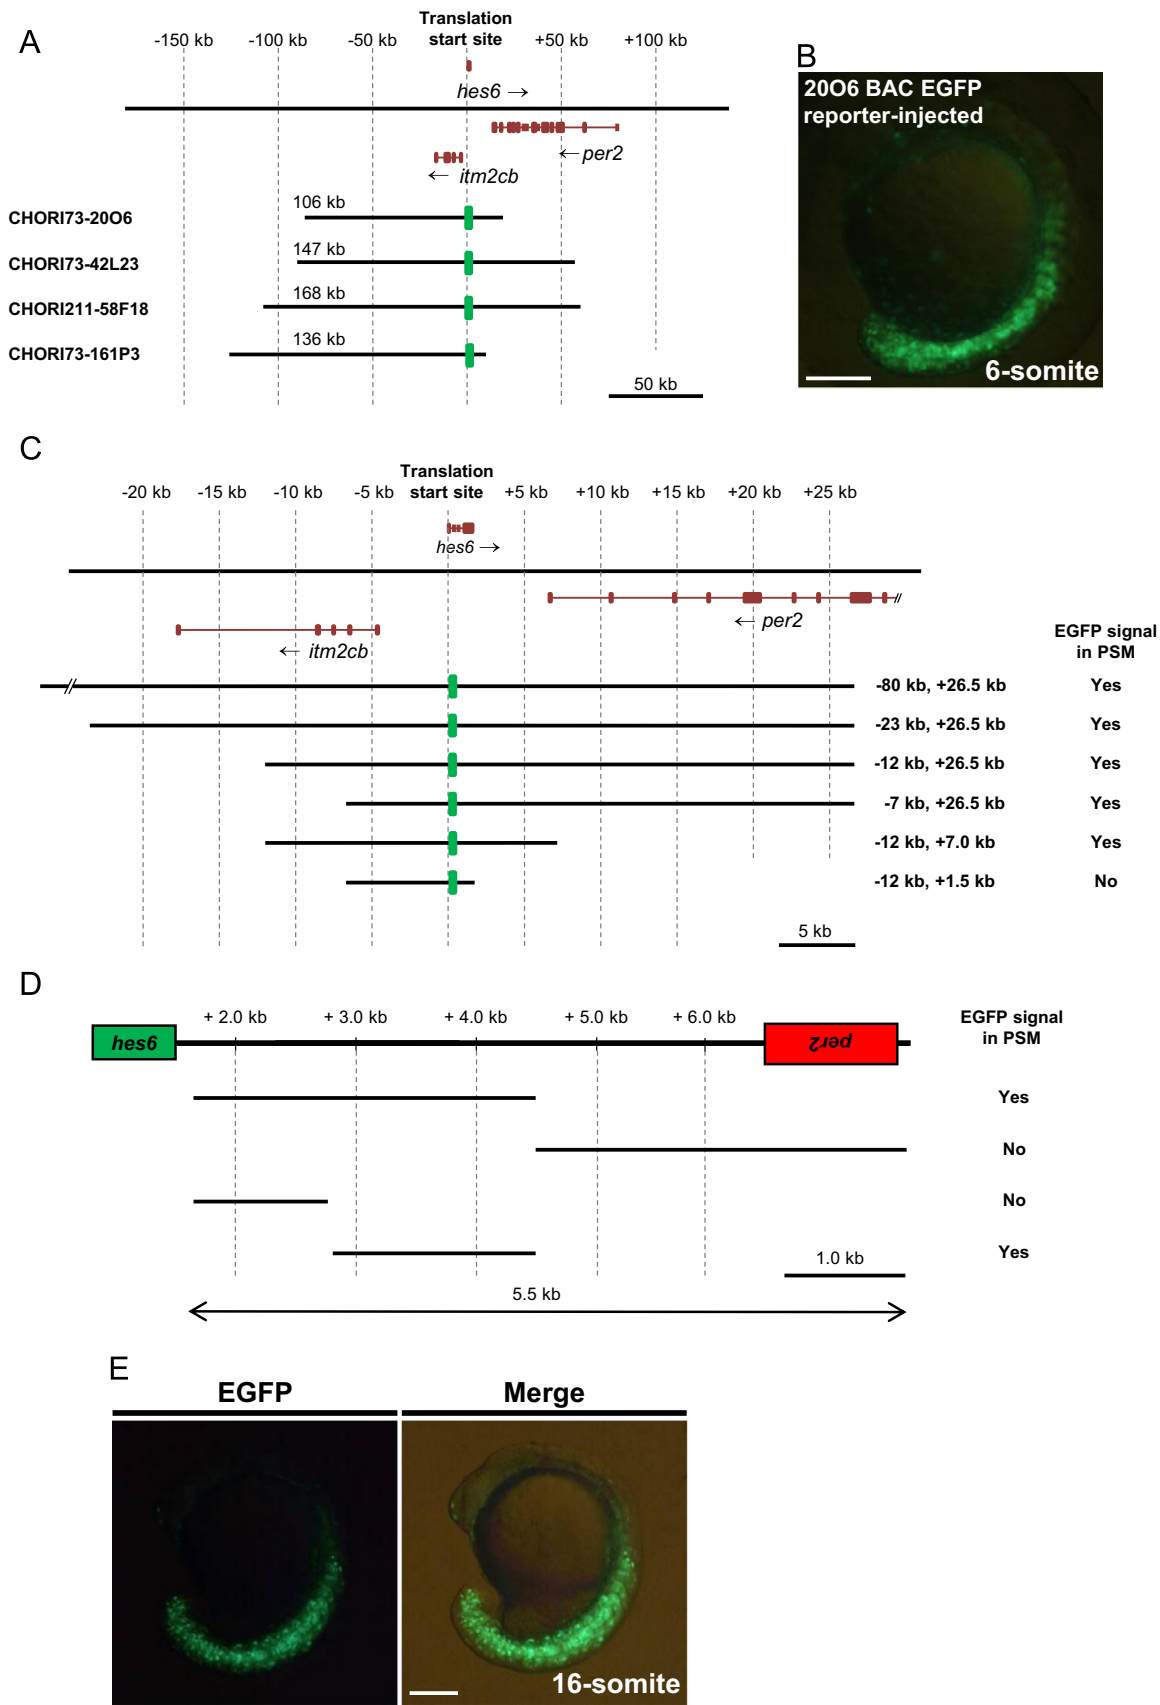 A
Translation
start site
-150 kb -100 kb -50 kb +50 kb +100 kb
hes6 →
← per2
← itm2cb
CHORI73-20O6 106 kb
CHORI73-42L23 147 kb
CHORI211-58F18 168 kb
CHORI73-161P3 136 kb
50 kb
B
20O6 BAC EGFP
reporter-injected
6-somite
C
Translation
start site
-20 kb -15 kb -10 kb -5 kb +5 kb +10 kb +15 kb +20 kb +25 kb
hes6 →
← per2
← itm2cb
EGFP signal
in PSM
-80 kb, +26.5 kb Yes
-23 kb, +26.5 kb Yes
-12 kb, +26.5 kb Yes
-7 kb, +26.5 kb Yes
-12 kb, +7.0 kb Yes
-12 kb, +1.5 kb No
5 kb
D
+ 2.0 kb + 3.0 kb + 4.0 kb + 5.0 kb + 6.0 kb
EGFP signal
in PSM
hes6 per2
Yes
No
No
Yes
1.0 kb
5.5 kb
E
EGFP Merge
16-somite